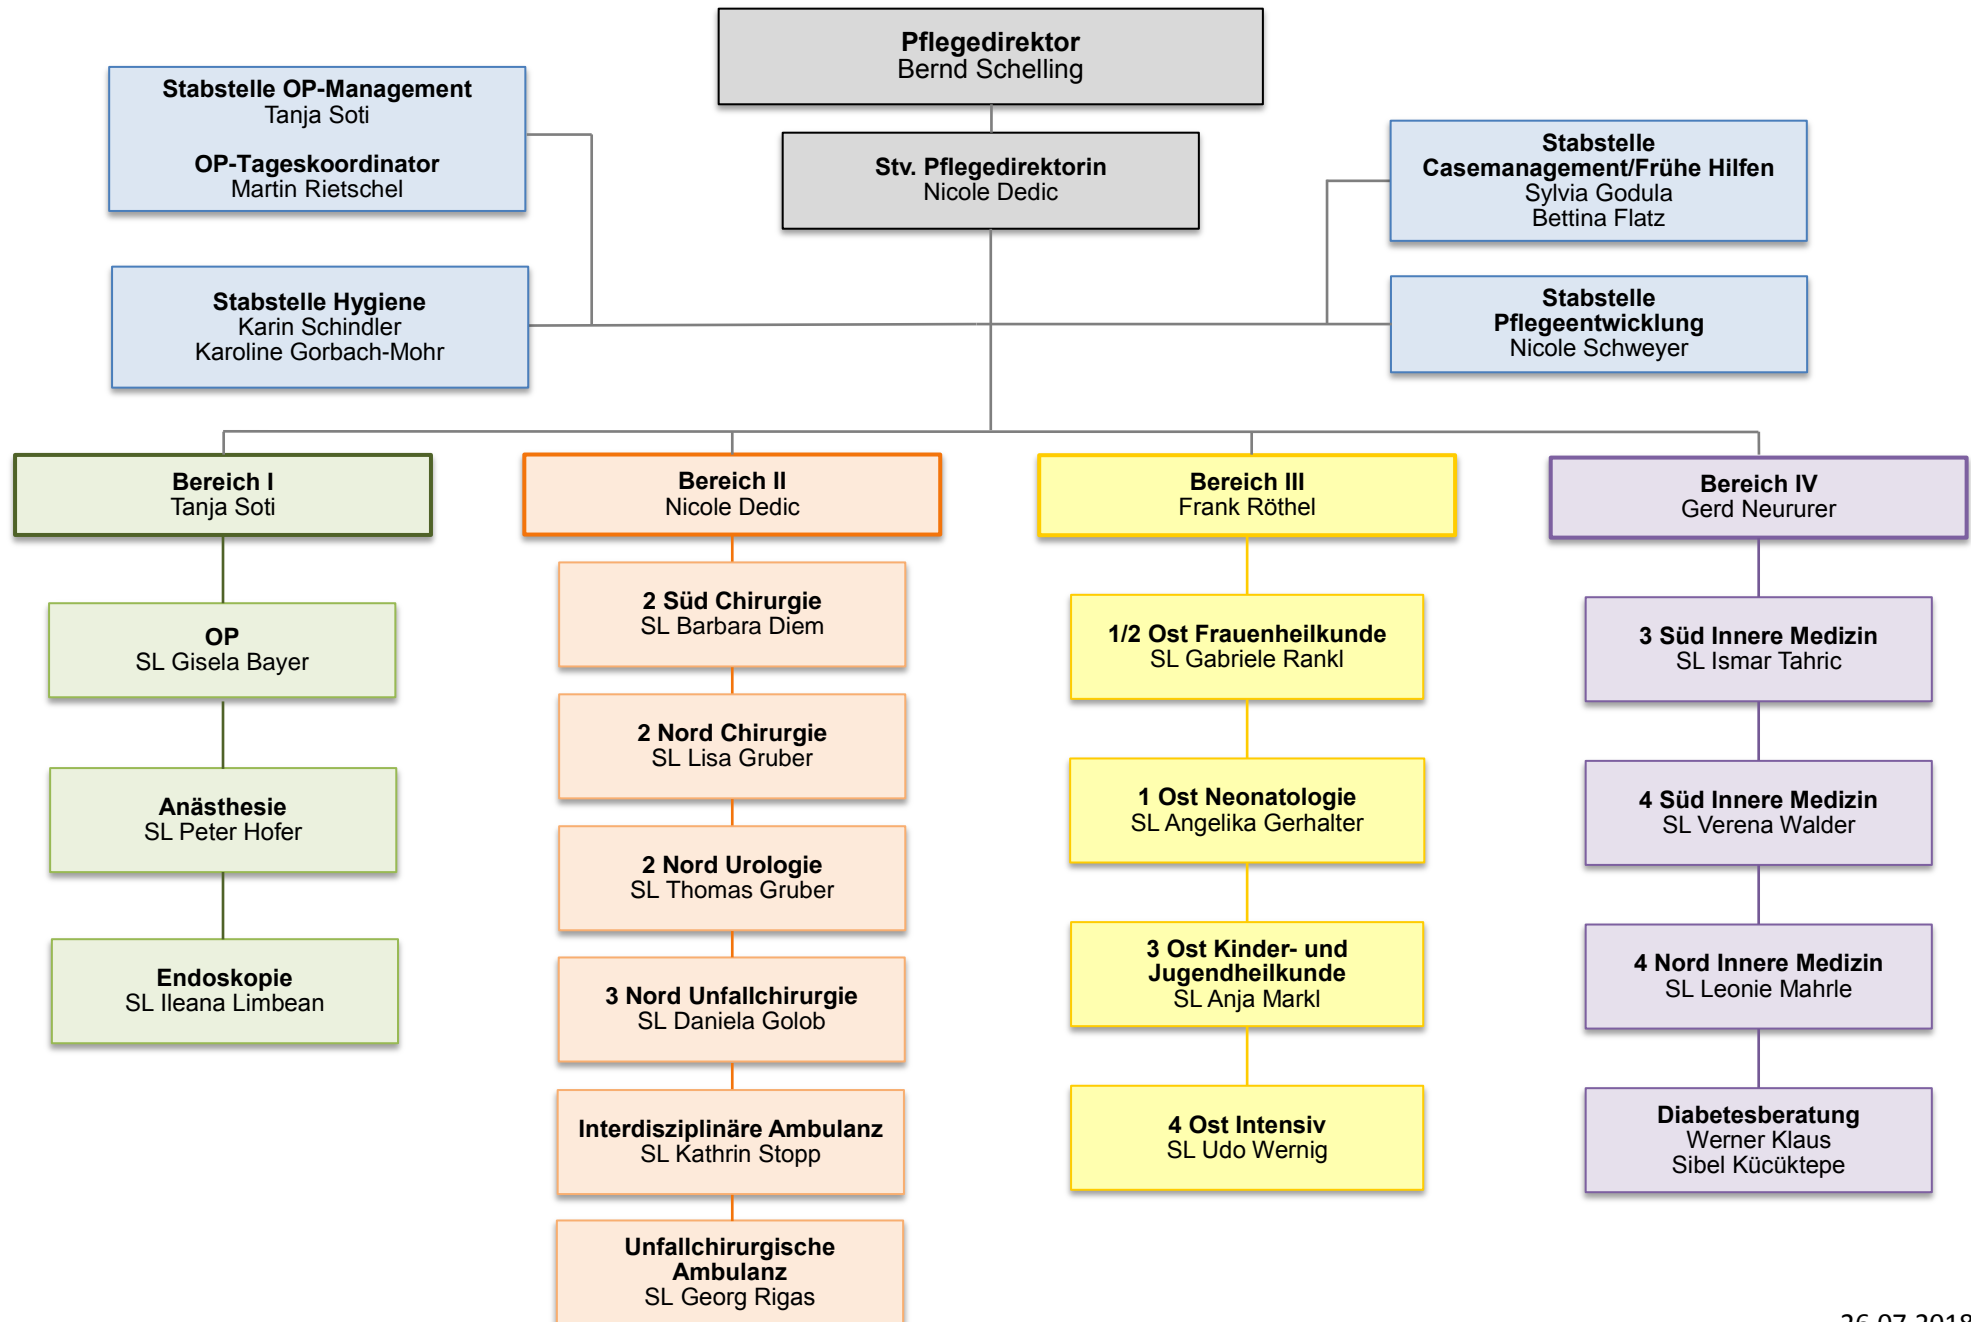 Pflegedirektor
Bernd Schelling
Stabstelle OP-Management
Tanja Soti
OP-Tageskoordinator
Martin Rietschel
Stv. Pflegedirektorin
Nicole Dedic
Stabstelle
Casemanagement/Frühe Hilfen
Sylvia Godula
Bettina Flatz
Stabstelle Hygiene
Karin Schindler
Karoline Gorbach-Mohr
Stabstelle
Pflegeentwicklung
Nicole Schweyer
Bereich I
Tanja Soti
OP
SL Gisela Bayer
Anästhesie
SL Peter Hofer
Endoskopie
SL Ileana Limbean
Bereich II
Nicole Dedic
2 Süd Chirurgie
SL Barbara Diem
2 Nord Chirurgie
SL Lisa Gruber
2 Nord Urologie
SL Thomas Gruber
3 Nord Unfallchirurgie
SL Daniela Golob
Interdisziplinäre Ambulanz
SL Kathrin Stopp
Unfallchirurgische
Ambulanz
SL Georg Rigas
Bereich III
Frank Röthel
1/2 Ost Frauenheilkunde
SL Gabriele Rankl
1 Ost Neonatologie
SL Angelika Gerhalter
3 Ost Kinder- und
Jugendheilkunde
SL Anja Markl
4 Ost Intensiv
SL Udo Wernig
Bereich IV
Gerd Neururer
3 Süd Innere Medizin
SL Ismar Tahric
4 Süd Innere Medizin
SL Verena Walder
4 Nord Innere Medizin
SL Leonie Mahrle
Diabetesberatung
Werner Klaus
Sibel Kücüktepe
26.07.2018